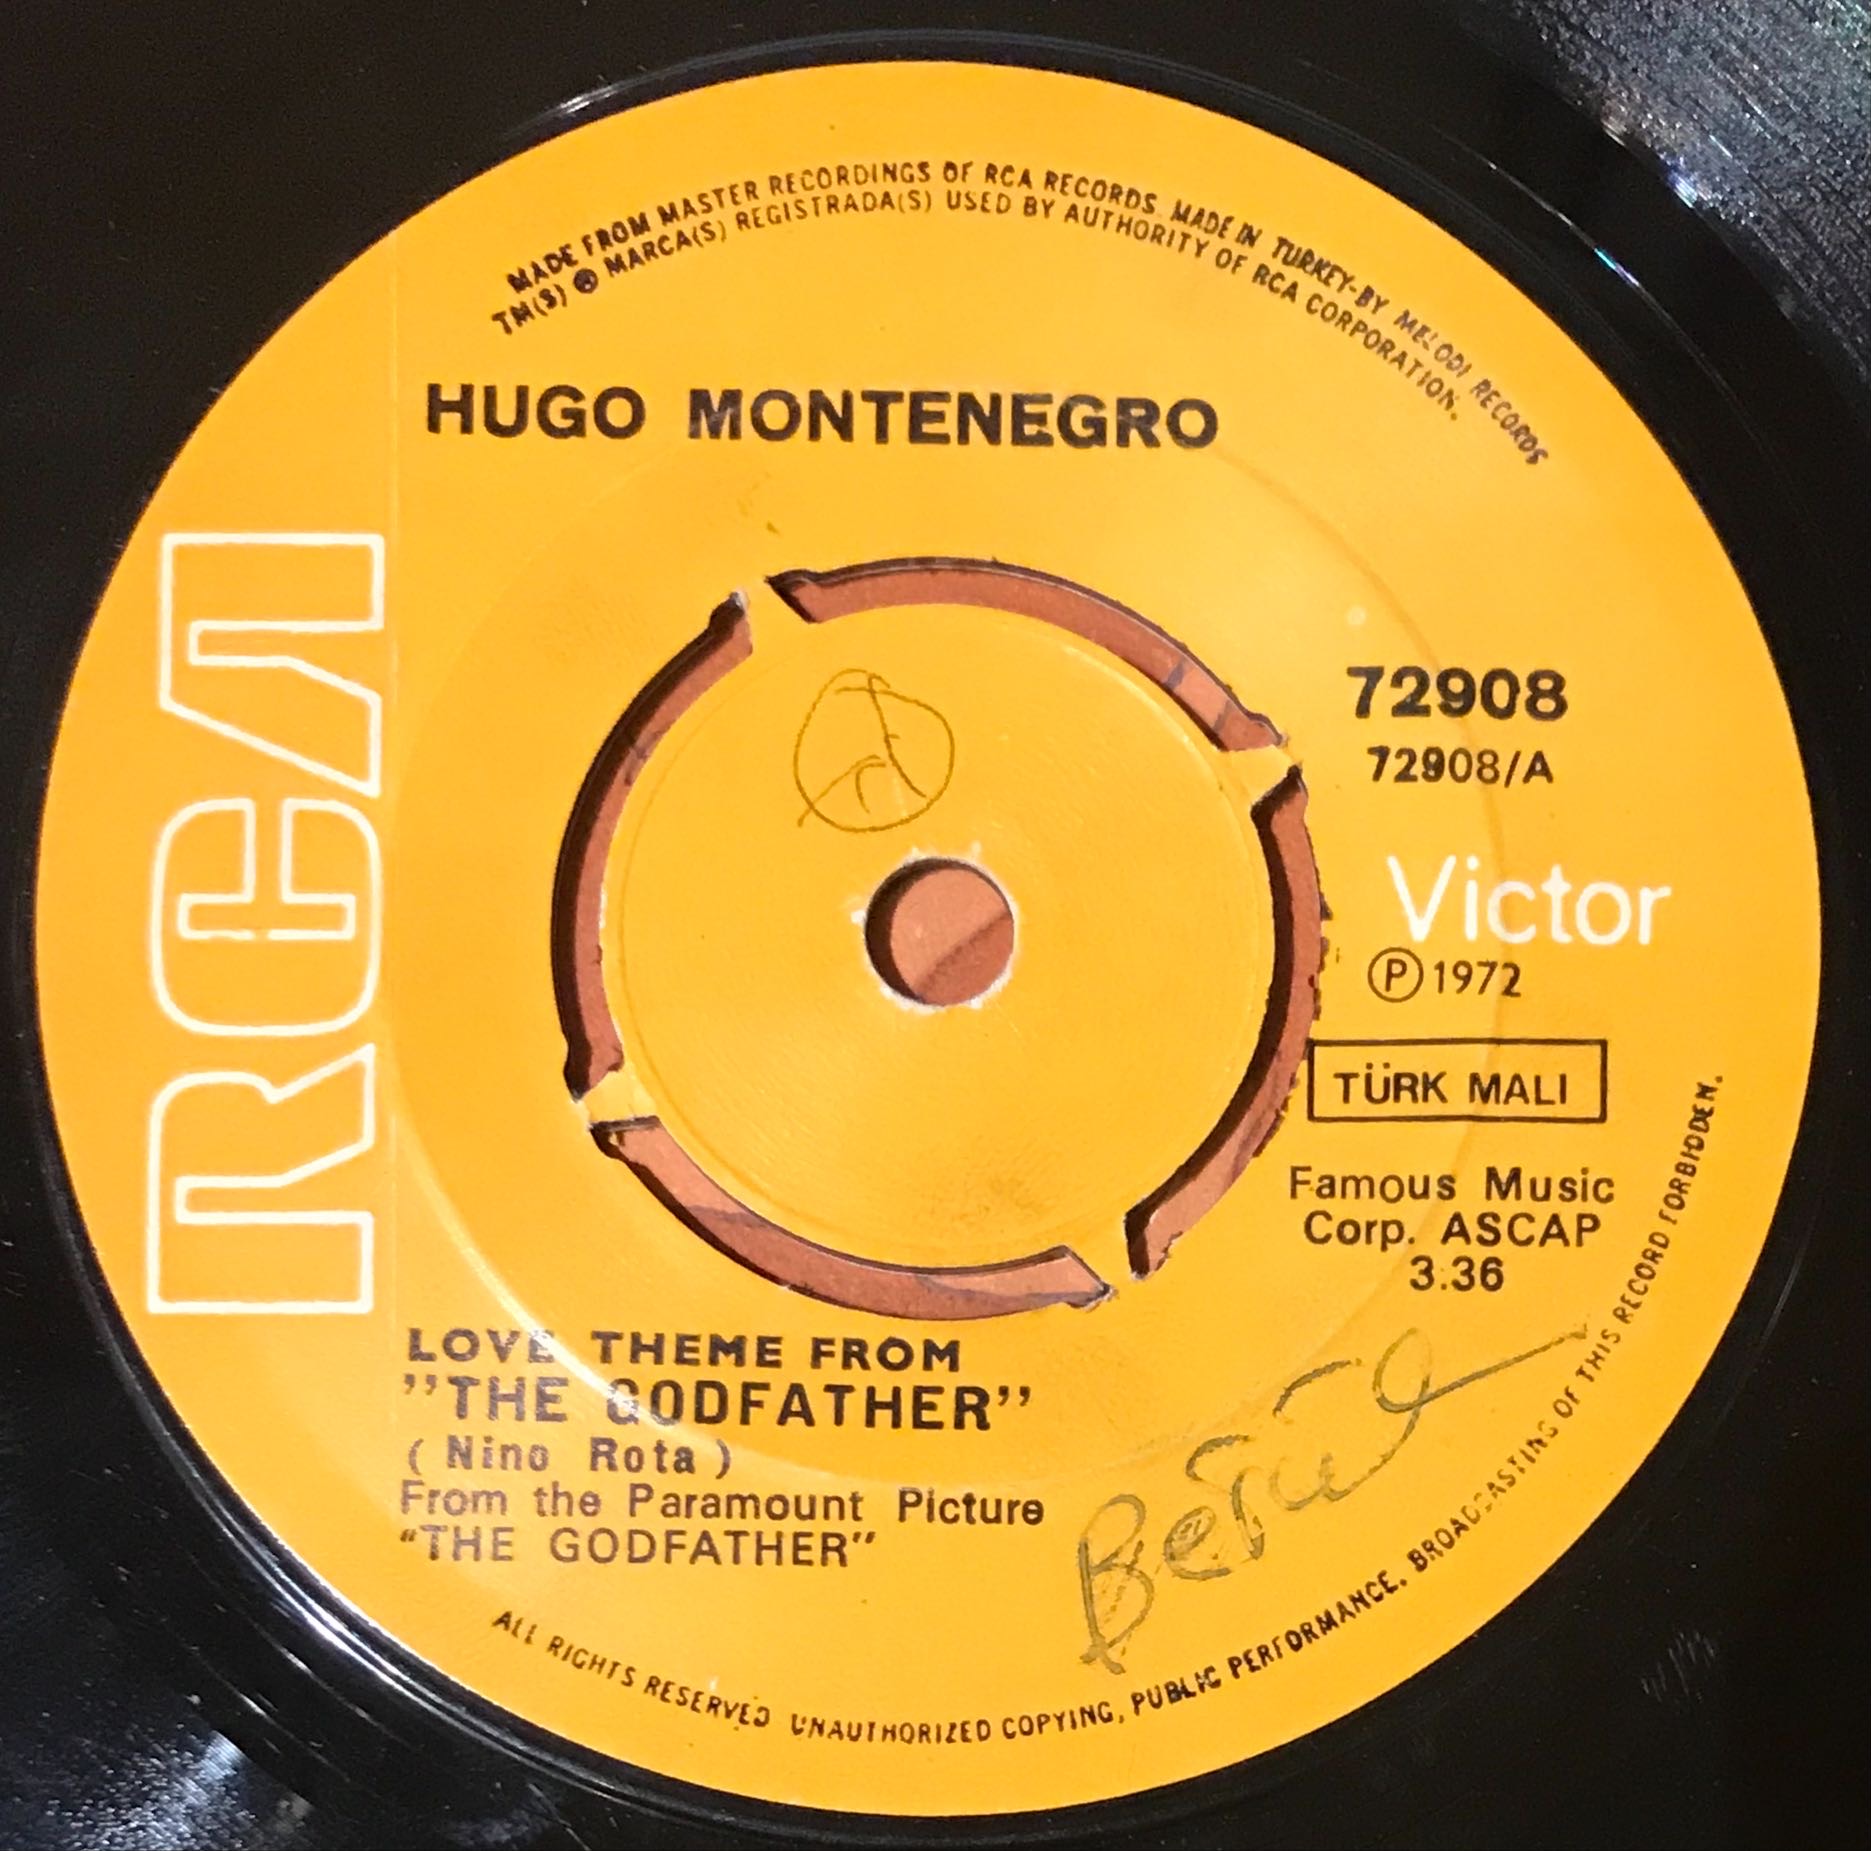 MADE FROM MASTER RECORDINGS OF RCA RECORDS. MADE IN TURKEY-BY MELODI RECORDS
TM(S) ® MARCA(S) REGISTRADA(S) USED BY AUTHORITY OF RCA CORPORATION.
HUGO MONTENEGRO
RCA
72908
72908/A
Victor
℗ 1972
TÜRK MALI
Famous Music
Corp. ASCAP
3.36
LOVE THEME FROM
"THE GODFATHER"
(Nino Rota)
From the Paramount Picture
"THE GODFATHER"
ALL RIGHTS RESERVED UNAUTHORIZED COPYING, PUBLIC PERFORMANCE. BROADCASTING OF THIS RECORD FORBIDDEN.